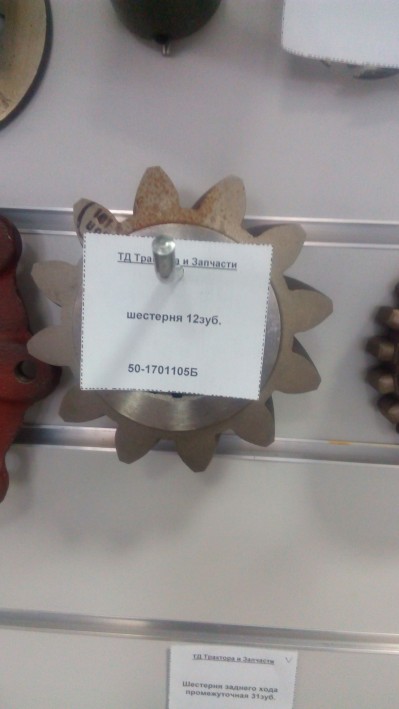 ТД Трактора и Запчасти
шестерня 12зуб.
50-1701105Б
ТД Трактора и Запчасти
Шестерня заднего хода
промежуточная 31зуб.